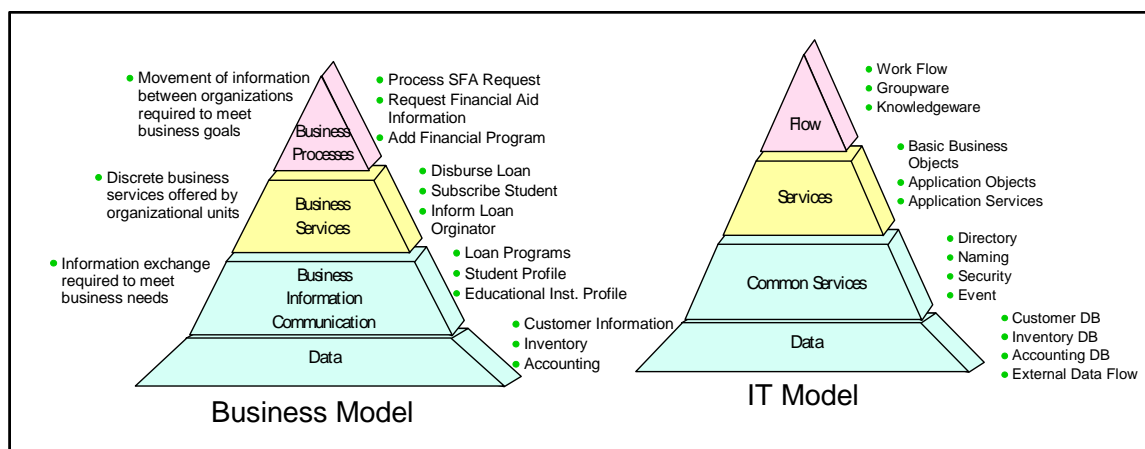 ● Movement of information
between organizations
required to meet
business goals
● Discrete business
services offered by
organizational units
● Information exchange
required to meet
business needs
Business
Processes
Business
Services
Business
Information
Communication
Data
● Process SFA Request
● Request Financial Aid
Information
● Add Financial Program
● Disburse Loan
● Subscribe Student
● Inform Loan
Orginator
● Loan Programs
● Student Profile
● Educational Inst. Profile
● Customer Information
● Inventory
● Accounting
Business Model
Flow
Services
Common Services
Data
● Work Flow
● Groupware
● Knowledgeware
● Basic Business
Objects
● Application Objects
● Application Services
● Directory
● Naming
● Security
● Event
● Customer DB
● Inventory DB
● Accounting DB
● External Data Flow
IT Model